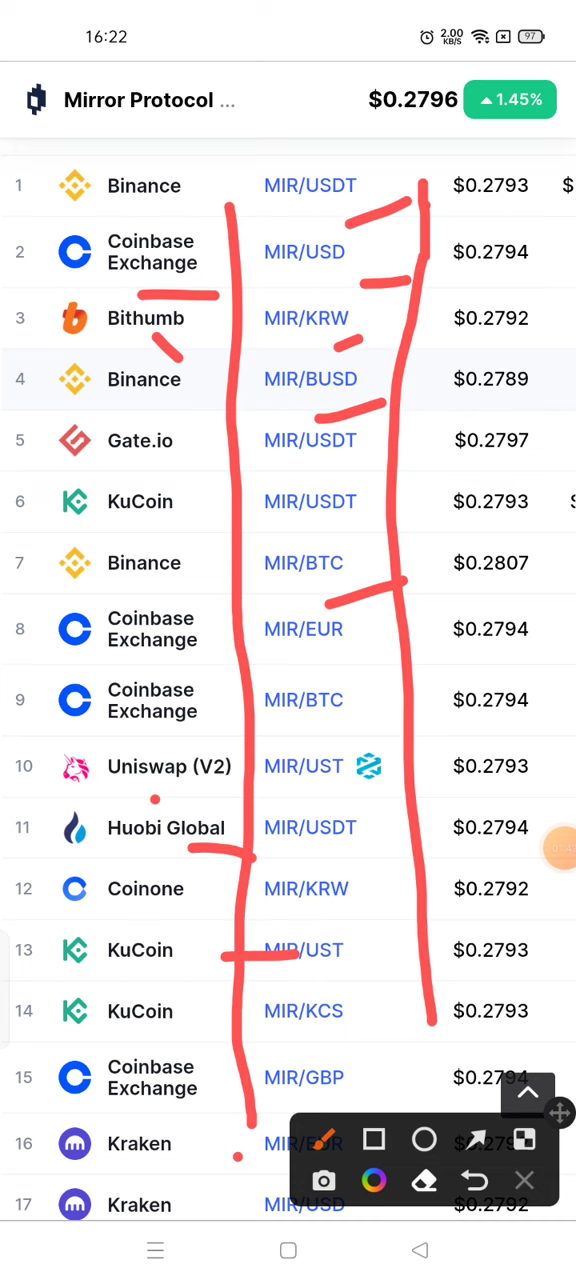 16:22 2.00 KB/S 97
Mirror Protocol ... $0.2796 1.45%
1 Binance MIR/USDT $0.2793 $
2 Coinbase Exchange MIR/USD $0.2794
3 Bithumb MIR/KRW $0.2792
4 Binance MIR/BUSD $0.2789
5 Gate.io MIR/USDT $0.2797
6 KuCoin MIR/USDT $0.2793 $
7 Binance MIR/BTC $0.2807
8 Coinbase Exchange MIR/EUR $0.2794
9 Coinbase Exchange MIR/BTC $0.2794
10 Uniswap (V2) MIR/UST $0.2793
11 Huobi Global MIR/USDT $0.2794
12 Coinone MIR/KRW $0.2792
13 KuCoin MIR/UST $0.2793
14 KuCoin MIR/KCS $0.2793
15 Coinbase Exchange MIR/GBP $0.2794
16 Kraken MIR/EUR
17 Kraken MIR/USD $0.2792